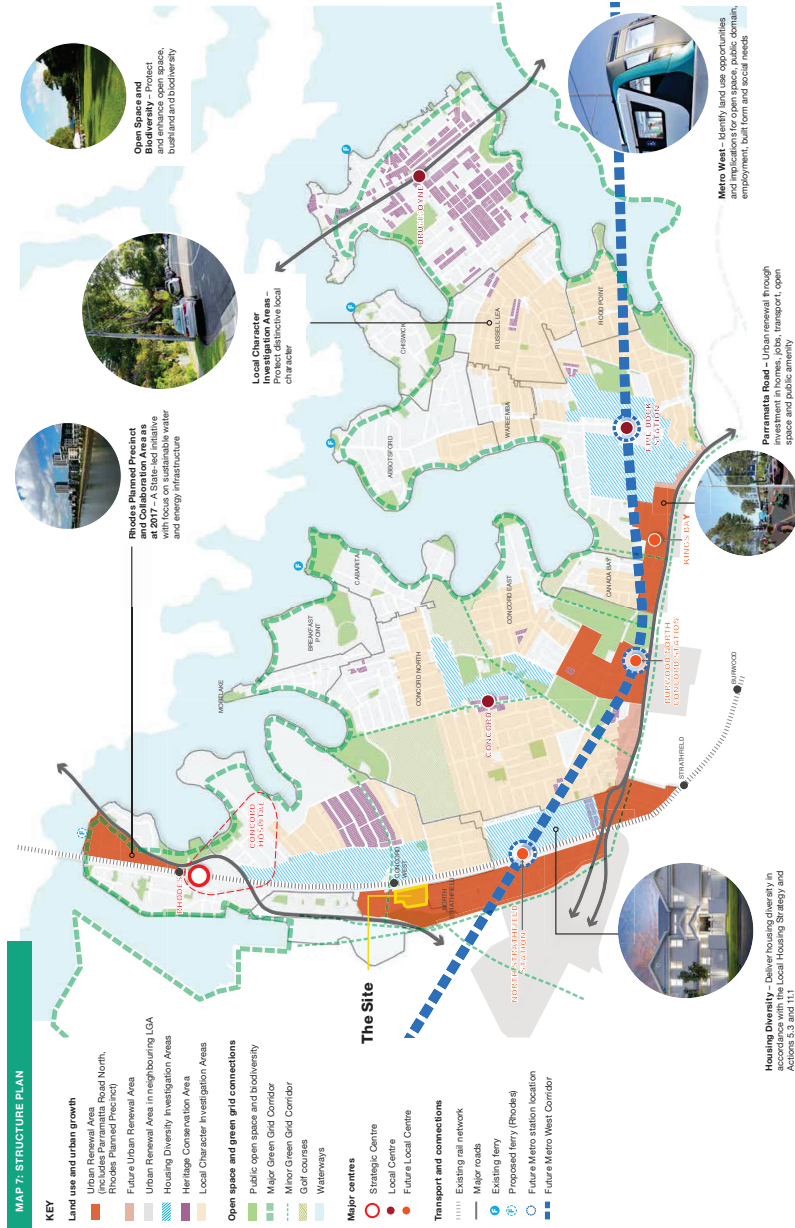 MAP 7: STRUCTURE PLAN
KEY
Land use and urban growth
Urban Renewal Area
(includes Parramatta Road North,
Rhodes Planned Precinct)
Future Urban Renewal Area
Urban Renewal Area in neighbouring LGA
Housing Diversity Investigation Areas
Heritage Conservation Area
Local Character Investigation Areas
Open space and green grid connections
Public open space and biodiversity
Major Green Grid Corridor
Minor Green Grid Corridor
Golf courses
Waterways
Major centres
Strategic Centre
Local Centre
Future Local Centre
Transport and connections
Existing rail network
Major roads
F Existing ferry
F Proposed ferry (Rhodes)
Future Metro station location
Future Metro West Corridor
The Site
Rhodes Planned Precinct
and Collaboration Area as
at 2017 – A State-led initiative
with focus on sustainable water
and energy infrastructure
Open Space and
Biodiversity – Protect
and enhance open space,
bushland and biodiversity
Local Character
Investigation Areas –
Protect distinctive local
character
Metro West – Identify land use opportunities
and implications for open space, public domain,
employment, built form and social needs
Parramatta Road – Urban renewal through
investment in homes, jobs, transport, open
space and public amenity
Housing Diversity – Deliver housing diversity in
accordance with the Local Housing Strategy and
Actions 5.3 and 11.1
F
RHODES
CONCORD
HOSPITAL
CONCORD
WEST
NORTH
STRATHFIELD
NORTH STRATHFIELD
STATION
MORTLAKE
BREAKFAST
POINT
CABARITA
F
CONCORD NORTH
CONCORD
CONCORD EAST
CANADA BAY
BURWOOD NORTH
CONCORD STATION
STRATHFIELD
BURWOOD
KINGS BAY
ABBOTSFORD
F
WAREEMBA
CHISWICK
F
RUSSELL LEA
RODD POINT
FIVE DOCK
STATION
DRUMMOYNE
F